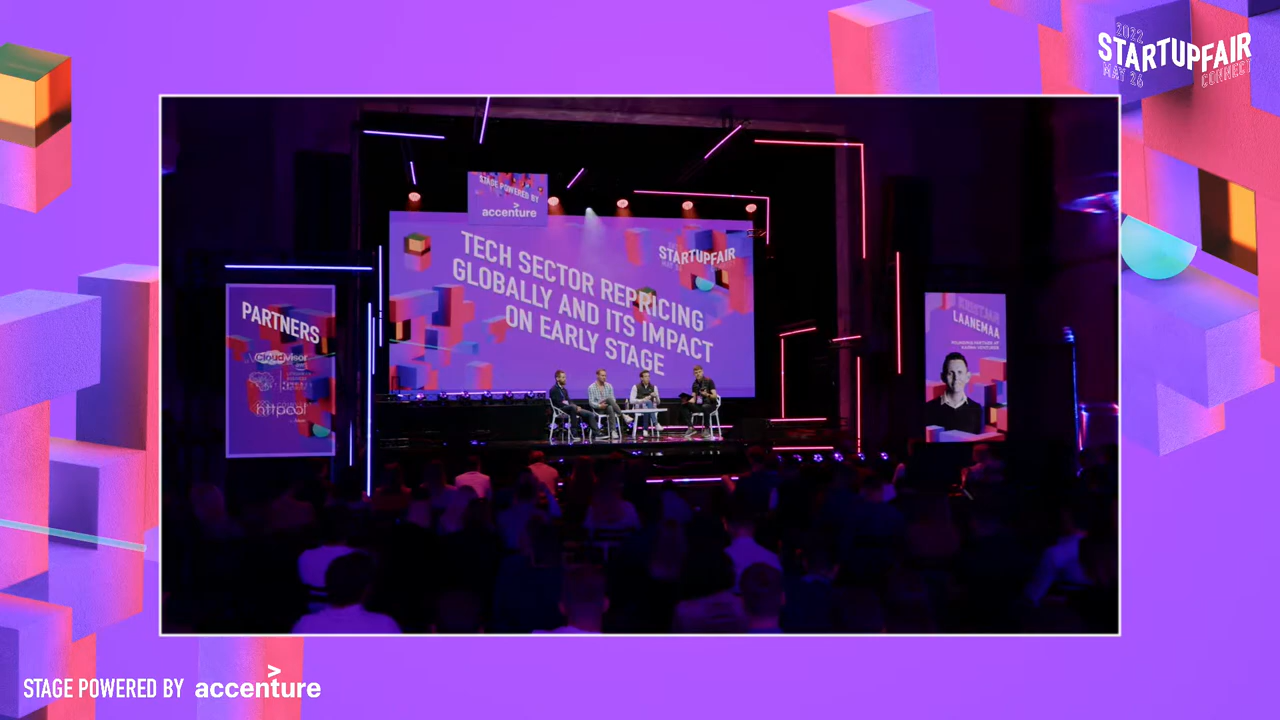 2022
STARTUPFAIR
MAY 26 CONNECT
STAGE POWERED BY
accenture
TECH SECTOR REPRICING
GLOBALLY AND ITS IMPACT
ON EARLY STAGE
STARTUPFAIR
PARTNERS
Cloudvisor
httpool
LAANEMAA
STAGE POWERED BY accenture